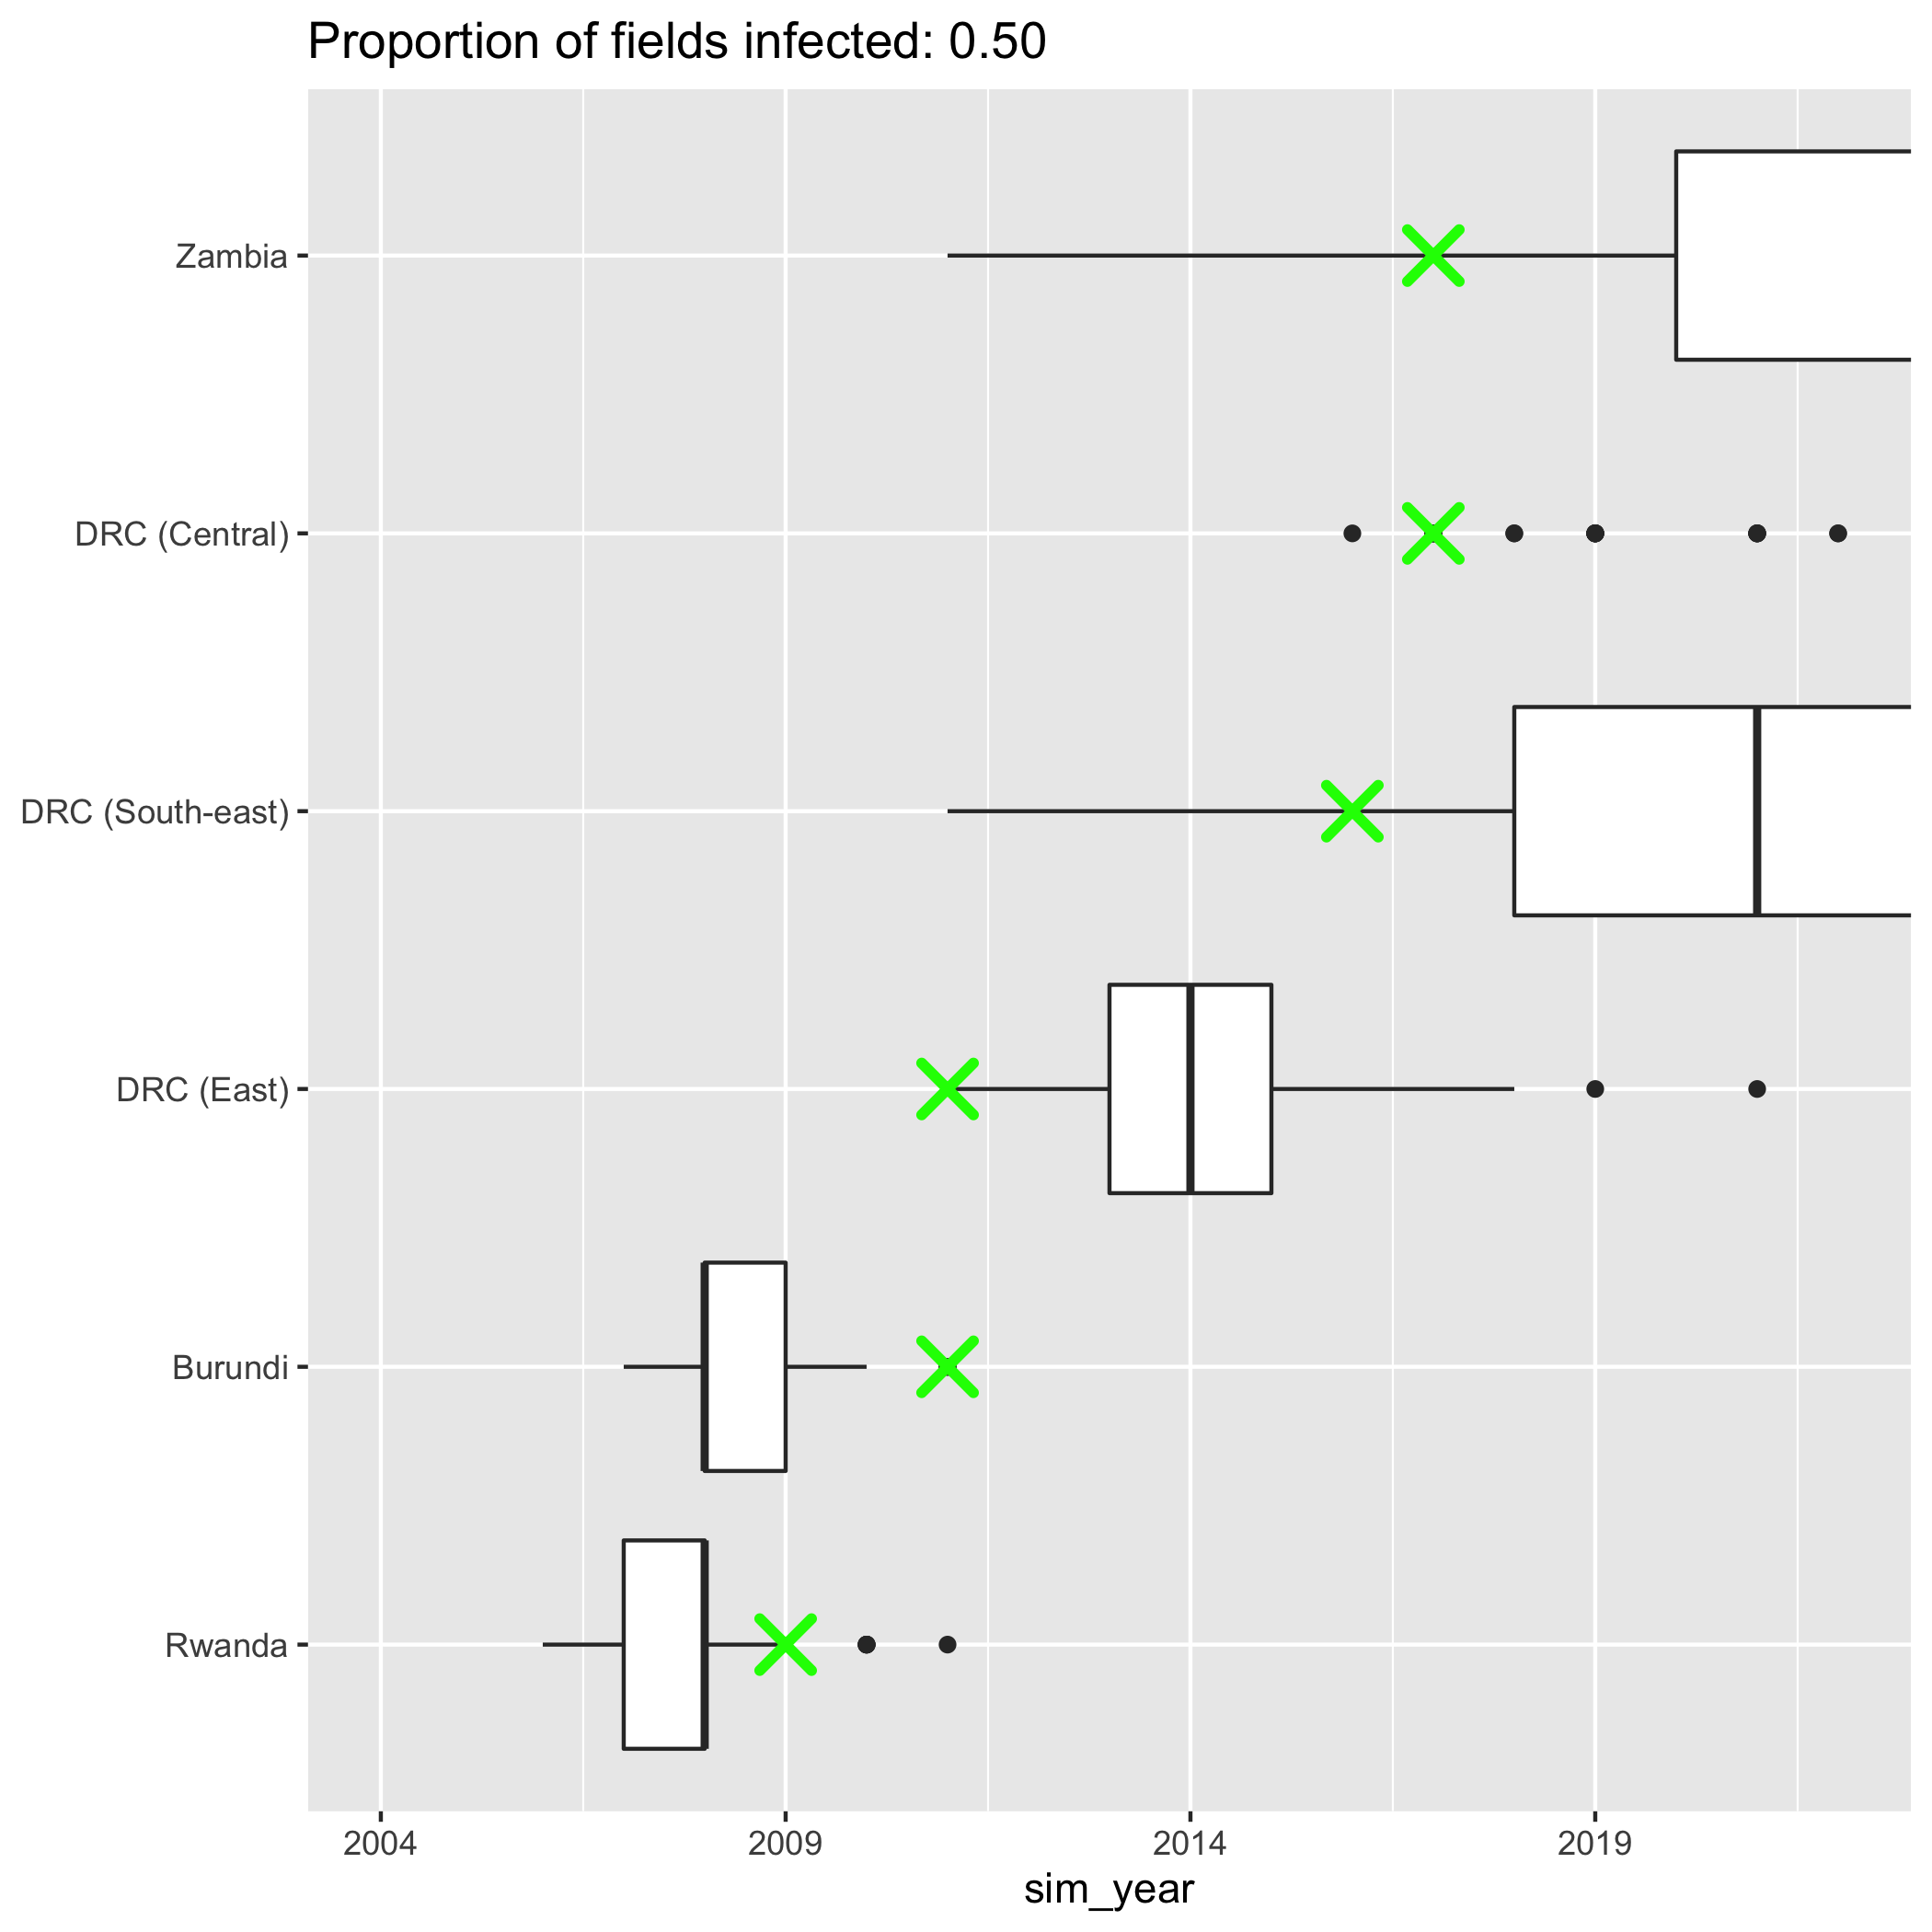 Proportion of fields infected: 0.50
Zambia
DRC (Central)
DRC (South-east)
DRC (East)
Burundi
Rwanda
2004 2009 2014 2019
sim_year